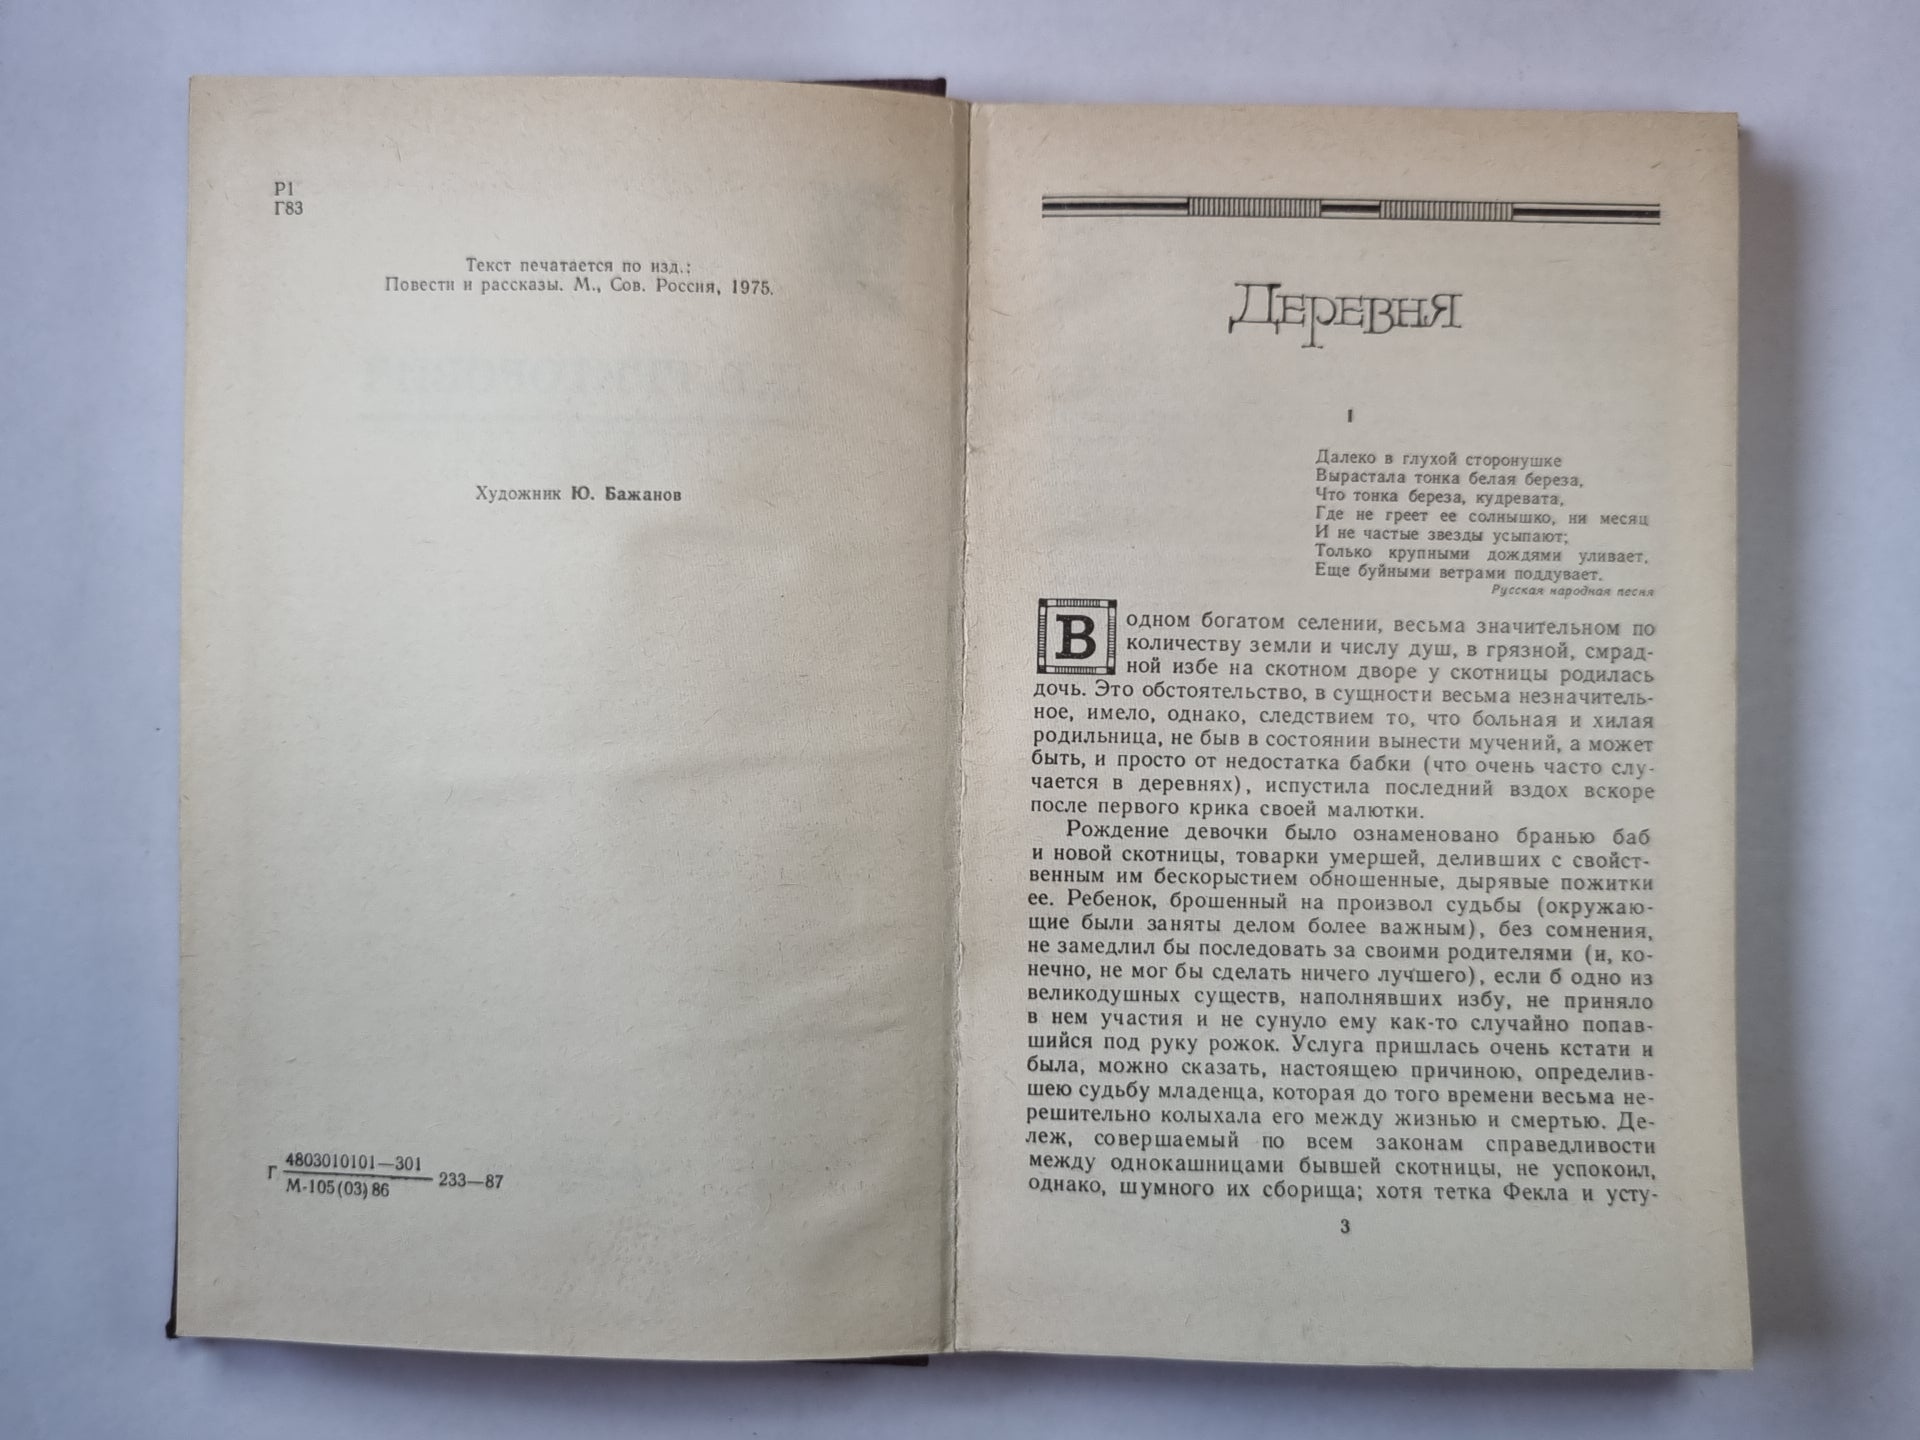 Р1
Г83
Текст печатается по изд.:
Повести и рассказы. М., Сов. Россия, 1975.
Художник Ю. Бажанов
Г 4803010101—301 233—87
М-105(03)86
Деревня
I
Далеко в глухой сторонушке
Вырастала тонка белая береза,
Что тонка береза, кудревата,
Где не греет ее солнышко, ни месяц
И не частые звезды усыпают;
Только крупными дождями уливает,
Еще буйными ветрами поддувает.
Русская народная песня
В одном богатом селении, весьма значительном по
количеству земли и числу душ, в грязной, смрад-
ной избе на скотном дворе у скотницы родилась
дочь. Это обстоятельство, в сущности весьма незначитель-
ное, имело, однако, следствием то, что больная и хилая
родильница, не быв в состоянии вынести мучений, а может
быть, и просто от недостатка бабки (что очень часто слу-
чается в деревнях), испустила последний вздох вскоре
после первого крика своей малютки.
Рождение девочки было ознаменовано бранью баб
и новой скотницы, товарки умершей, деливших с свойст-
венным им бескорыстием обношенные, дырявые пожитки
ее. Ребенок, брошенный на произвол судьбы (окружаю-
щие были заняты делом более важным), без сомнения,
не замедлил бы последовать за своими родителями (и, ко-
нечно, не мог бы сделать ничего лучшего), если б одно из
великодушных существ, наполнявших избу, не приняло
в нем участия и не сунуло ему как-то случайно попав-
шийся под руку рожок. Услуга пришлась очень кстати и
была, можно сказать, настоящею причиною, определив-
шею судьбу младенца, которая до того времени весьма не-
решительно колыхала его между жизнью и смертью. Де-
леж, совершаемый по всем законам справедливости
между однокашницами бывшей скотницы, не успокоил,
однако, шумного их сборища; хотя тетка Фекла и усту-
3